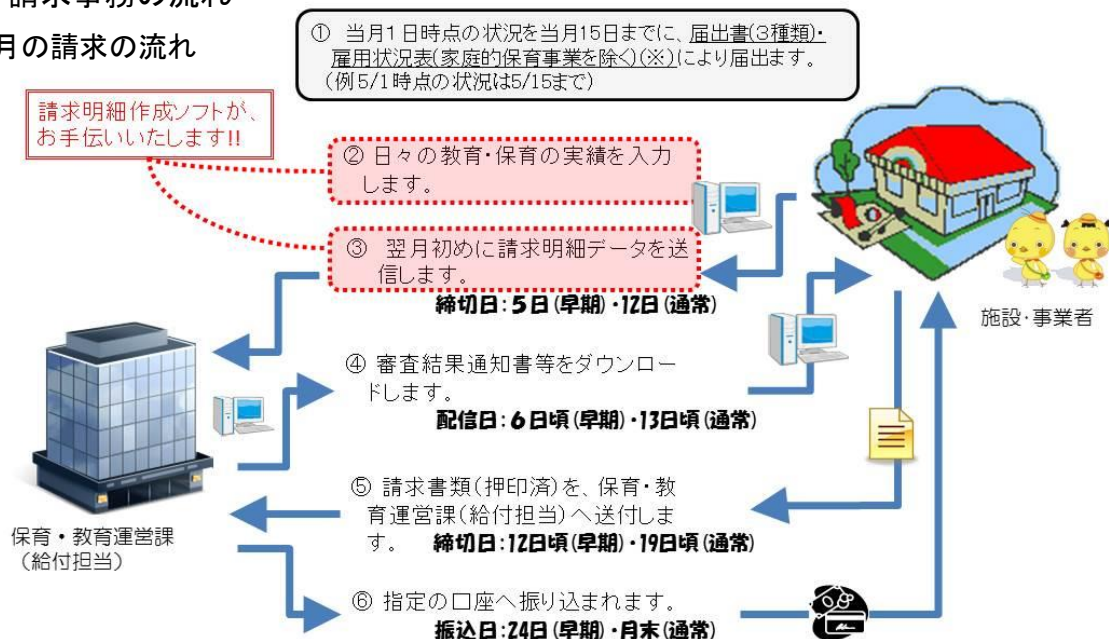 請求事務の流れ
月の請求の流れ
① 当月1日時点の状況を当月15日までに、届出書(3種類)・
雇用状況表(家庭的保育事業を除く)(※)により届出ます。
(例5/1時点の状況は5/15まで)
請求明細作成ソフトが、
お手伝いいたします!!
② 日々の教育・保育の実績を入力
します。
③ 翌月初めに請求明細データを送
信します。
締切日:5日(早期)・12日(通常)
施設・事業者
④ 審査結果通知書等をダウンロー
ドします。
配信日:6日頃(早期)・13日頃(通常)
⑤ 請求書類(押印済)を、保育・教
育運営課(給付担当)へ送付しま
す。 締切日:12日頃(早期)・19日頃(通常)
保育・教育運営課
(給付担当)
⑥ 指定の口座へ振り込まれます。
振込日:24日(早期)・月末(通常)